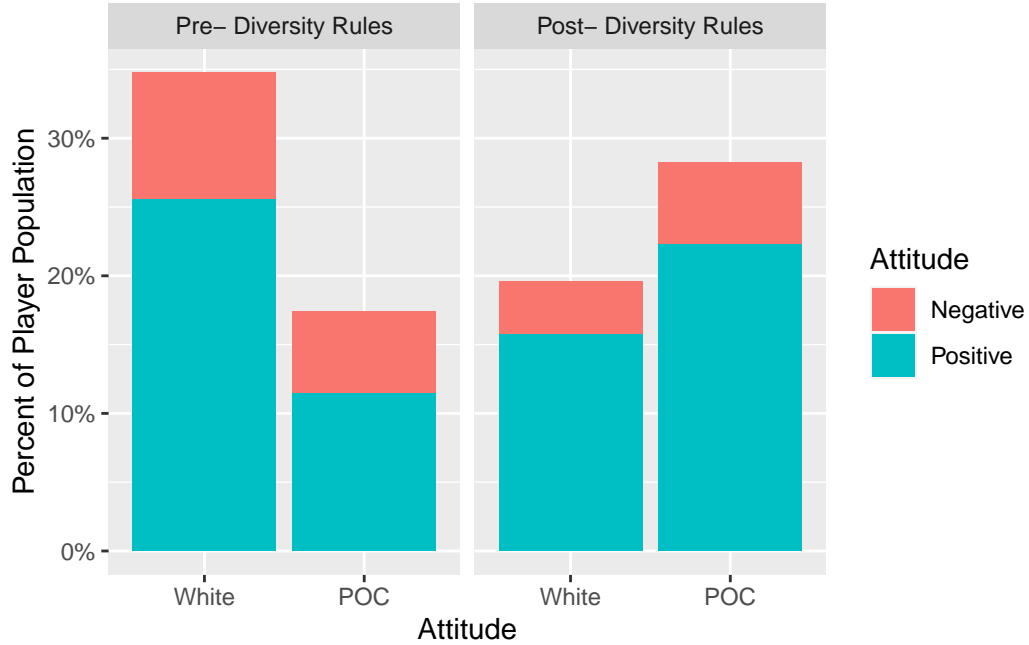 Pre− Diversity Rules
Post− Diversity Rules
Percent of Player Population
30%
20%
10%
0%
White
POC
White
POC
Attitude
Attitude
Negative
Positive